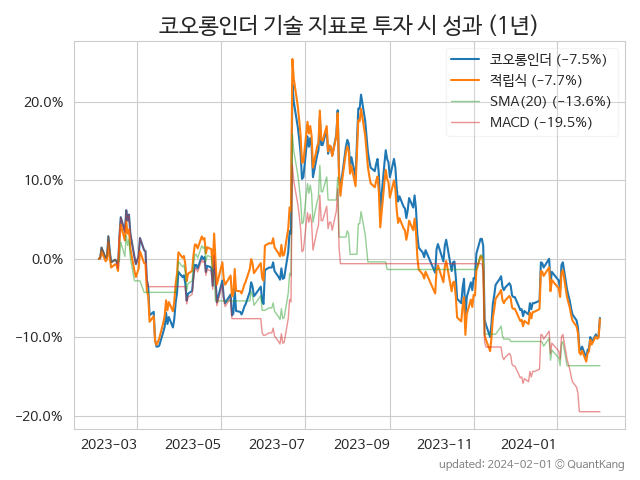 코오롱인더 기술 지표로 투자 시 성과 (1년)
코오롱인더 (−7.5%)
적립식 (−7.7%)
SMA(20) (−13.6%)
MACD (−19.5%)
20.0%
10.0%
0.0%
−10.0%
−20.0%
2023-03 2023-05 2023-07 2023-09 2023-11 2024-01
updated: 2024-02-01 © QuantKang